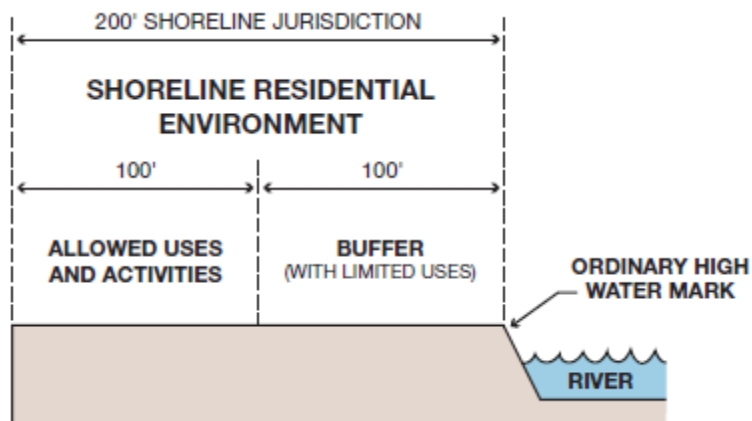 200' SHORELINE JURISDICTION
SHORELINE RESIDENTIAL
ENVIRONMENT
100'
100'
ALLOWED USES
AND ACTIVITIES
BUFFER
(WITH LIMITED USES)
ORDINARY HIGH
WATER MARK
RIVER